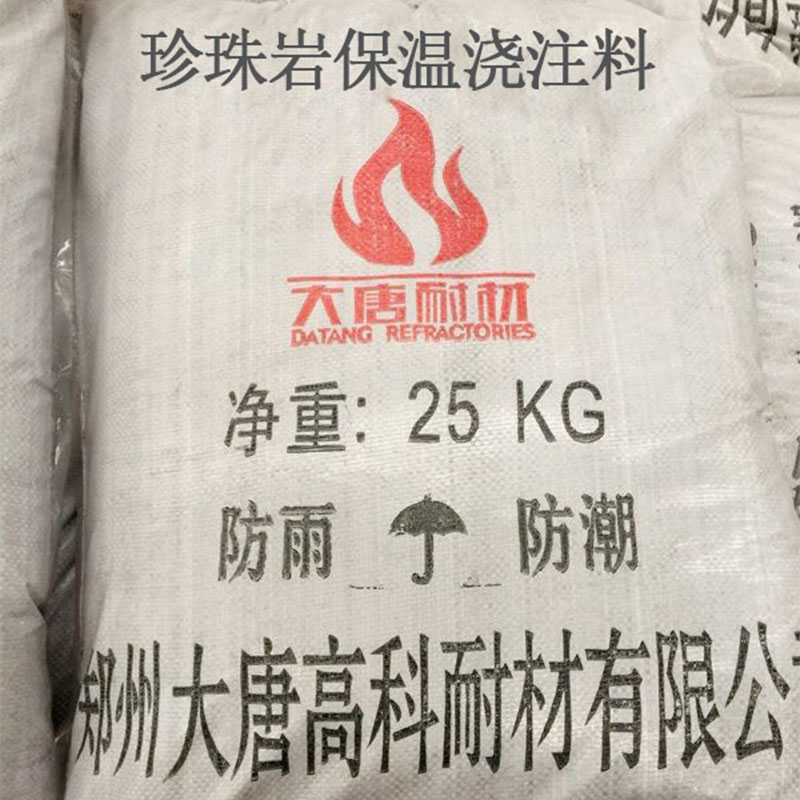 珍珠岩保温浇注料
大唐耐材
DATANG REFRACTORIES
净重: 25 KG
防雨 防潮
郑州大唐高科耐材有限公